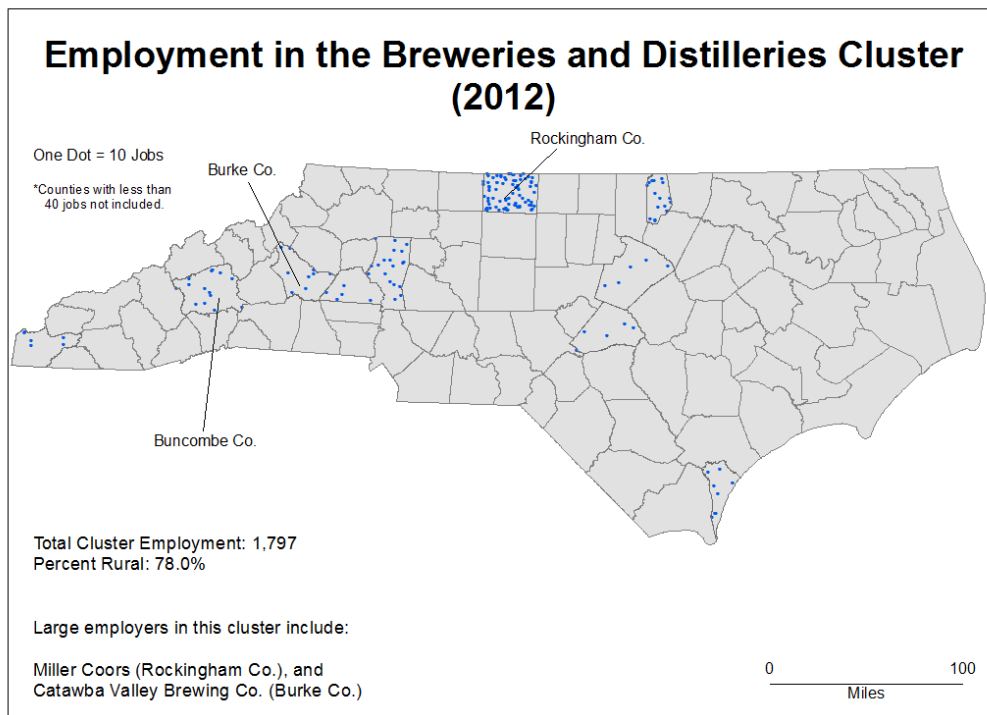 Employment in the Breweries and Distilleries Cluster
(2012)
Rockingham Co.
One Dot = 10 Jobs
Burke Co.
*Counties with less than
40 jobs not included.
Buncombe Co.
Total Cluster Employment: 1,797
Percent Rural: 78.0%
Large employers in this cluster include:
Miller Coors (Rockingham Co.), and
Catawba Valley Brewing Co. (Burke Co.)
0 100
Miles